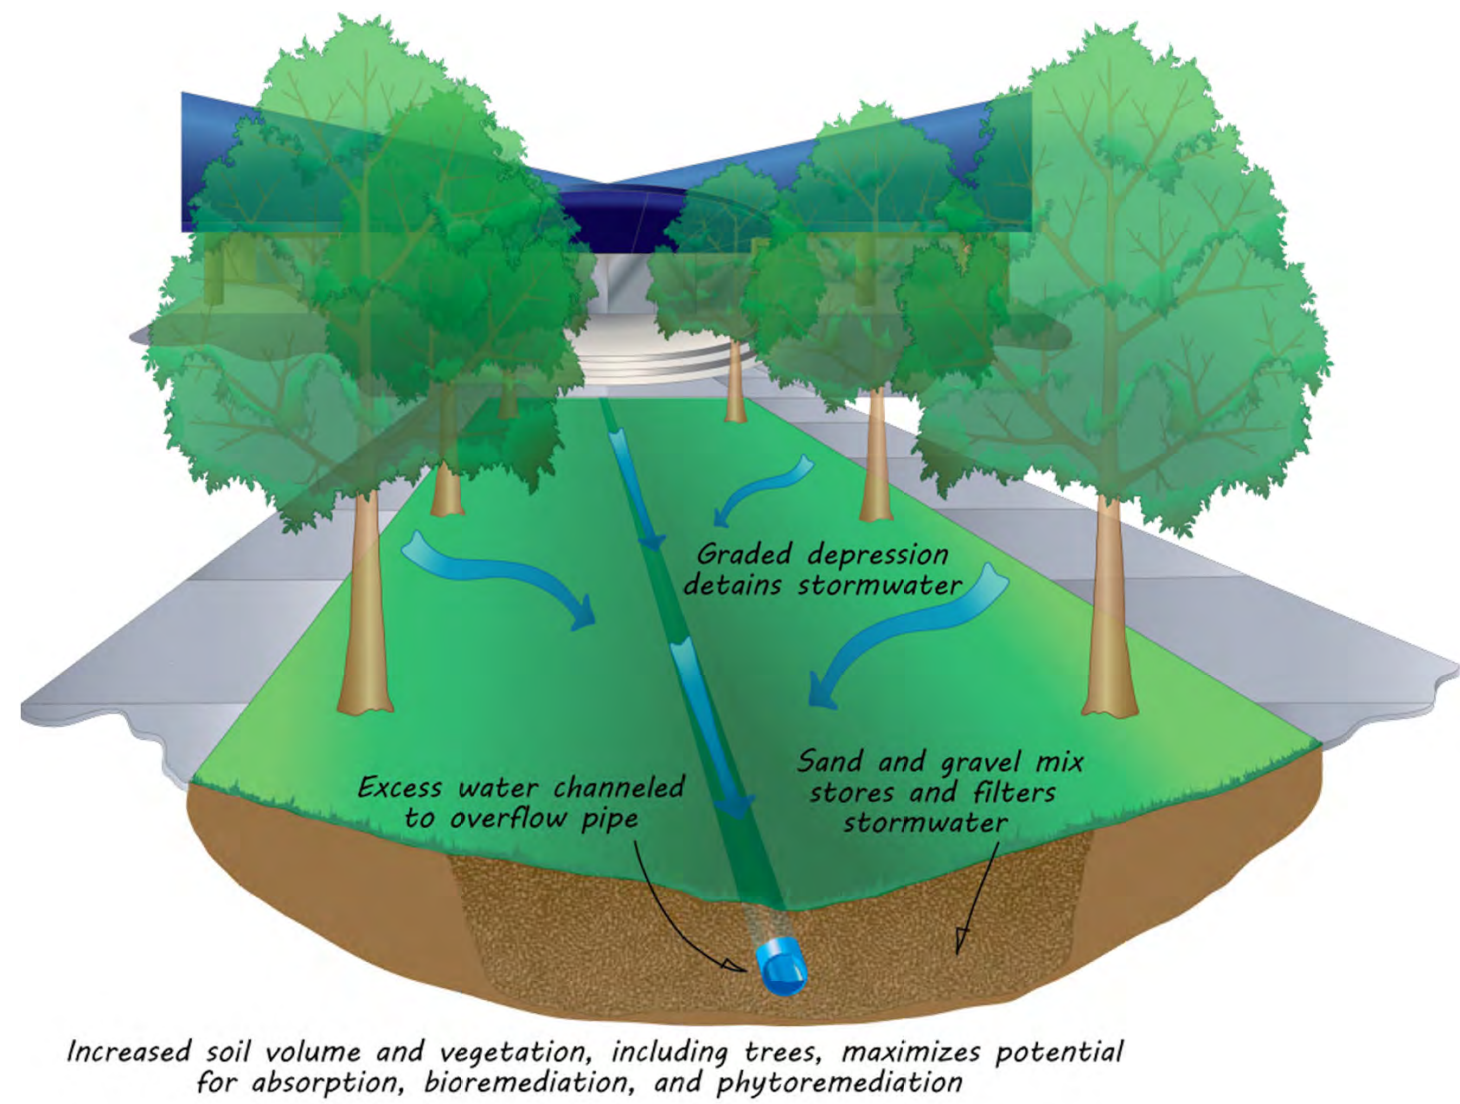 Graded depression
detains stormwater
Sand and gravel mix
stores and filters
stormwater
Excess water channeled
to overflow pipe
Increased soil volume and vegetation, including trees, maximizes potential
for absorption, bioremediation, and phytoremediation